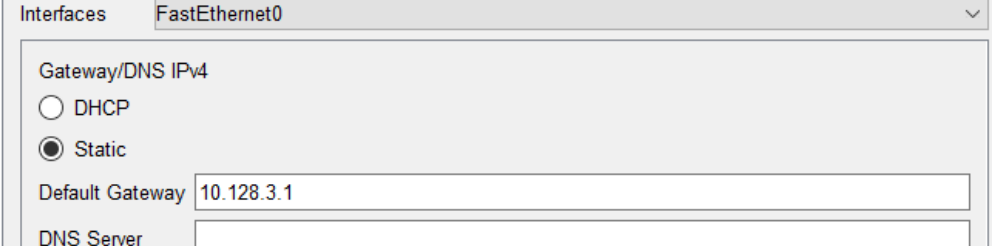 Interfaces FastEthernet0
Gateway/DNS IPv4
DHCP
Static
Default Gateway 10.128.3.1
DNS Server